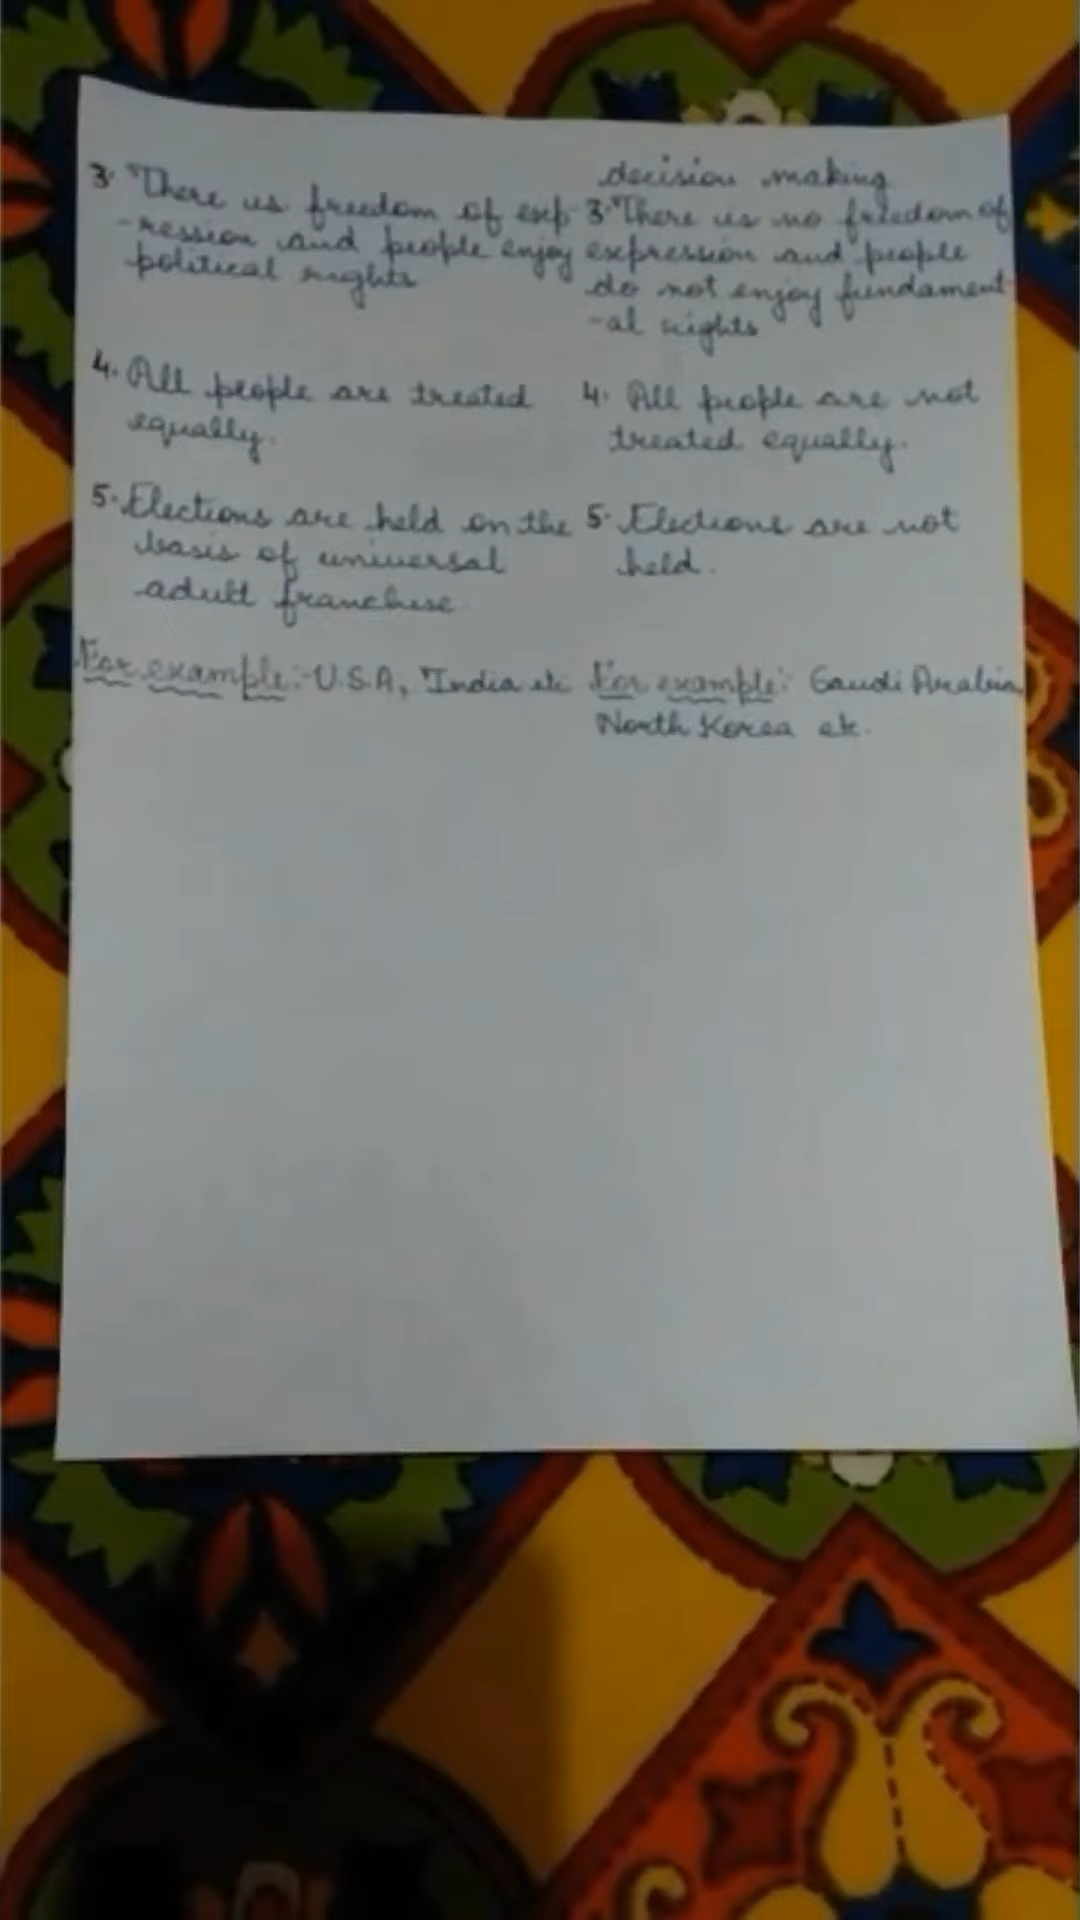 3. There is freedom of exp
-ression and people enjoy
political rights
4. All people are treated
equally.
5. Elections are held on the
basis of universal
adult franchise.
For example:- U.S.A, India etc
decision making
3. There is no freedom of
expression and people
do not enjoy fundament-
-al rights
4. All people are not
treated equally.
5. Elections are not
held.
For example: Saudi Arabia,
North Korea etc.